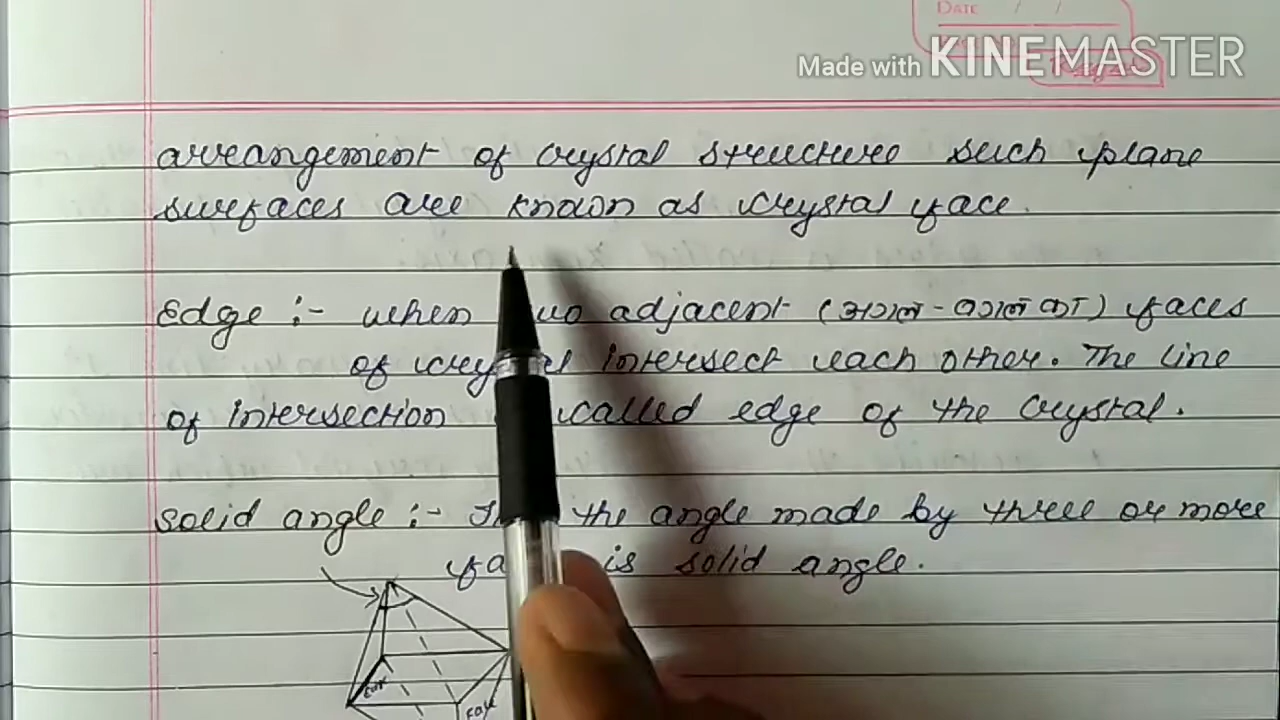 DATE / /
Made with KINEMASTER
arrangement of crystal structure such plane
surfaces are known as crystal face.
Edge :- when two adjacent (अगल-बगल का) faces
of crystal intersect each other. The line
of intersection called edge of the crystal.
Solid angle :- the angle made by three or more
is solid angle.